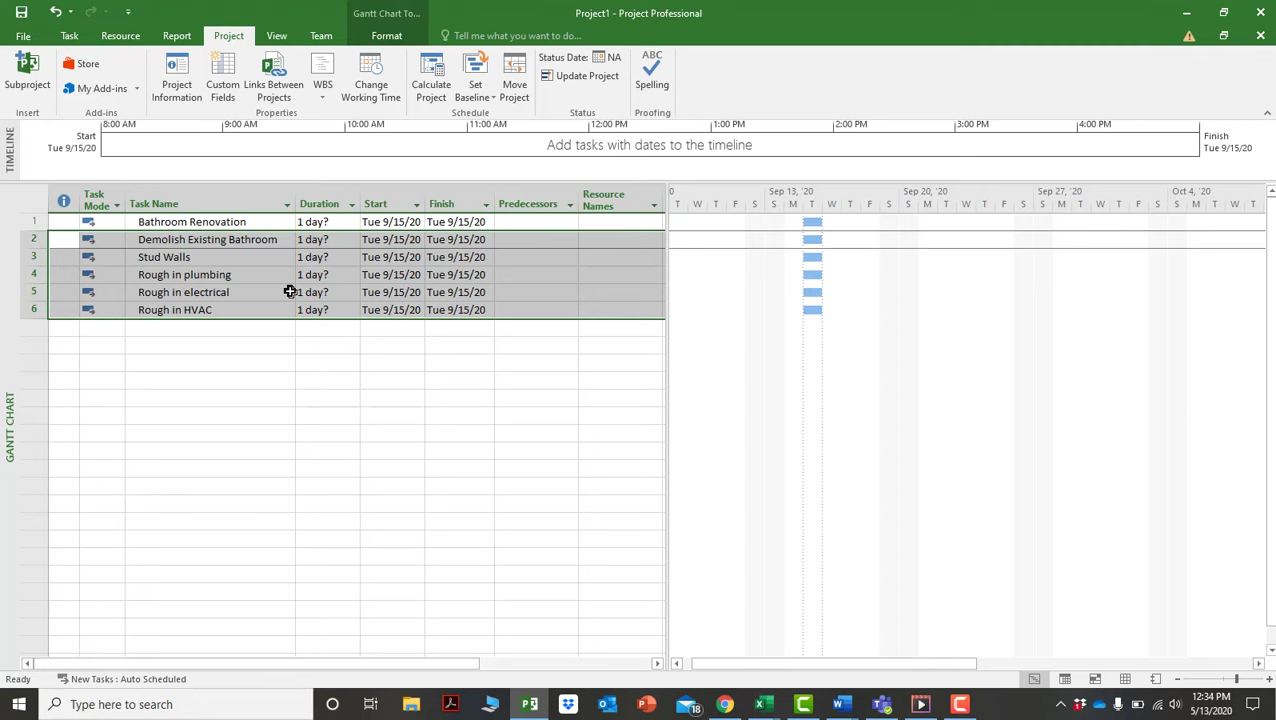 Gantt Chart To...
Project1 - Project Professional
File Task Resource Report Project View Team Format Tell me what you want to do...
Subproject
Store
My Add-ins
Project Information
Custom Fields
Links Between Projects
WBS
Change Working Time
Calculate Project
Set Baseline
Move Project
Status Date: NA
Update Project
ABC
Spelling
Insert Add-ins Properties Schedule Status Proofing
TIMELINE
Start
Tue 9/15/20
8:00 AM 9:00 AM 10:00 AM 11:00 AM 12:00 PM 1:00 PM 2:00 PM 3:00 PM 4:00 PM
Add tasks with dates to the timeline
Finish
Tue 9/15/20
Task Mode Task Name Duration Start Finish Predecessors Resource Names
0 Sep 13, '20 Sep 20, '20 Sep 27, '20 Oct 4, '20
T W T F S S M T W T F S S M T W T F S S M T W T F S S M T W T
1 Bathroom Renovation 1 day? Tue 9/15/20 Tue 9/15/20
2 Demolish Existing Bathroom 1 day? Tue 9/15/20 Tue 9/15/20
3 Stud Walls 1 day? Tue 9/15/20 Tue 9/15/20
4 Rough in plumbing 1 day? Tue 9/15/20 Tue 9/15/20
5 Rough in electrical 1 day? Tue 9/15/20 Tue 9/15/20
6 Rough in HVAC 1 day? Tue 9/15/20 Tue 9/15/20
GANTT CHART
Ready New Tasks : Auto Scheduled
Type here to search
18
12:34 PM
5/13/2020